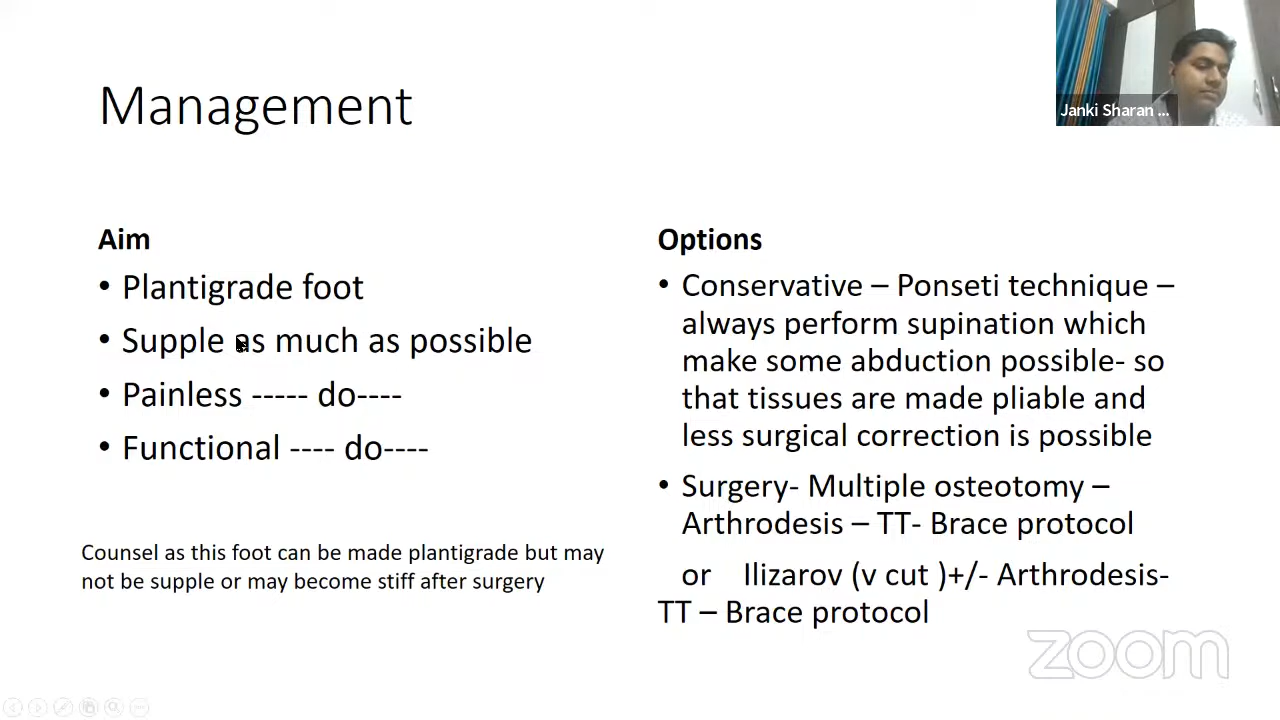 Management
Janki Sharan ...
Aim
• Plantigrade foot
• Supple as much as possible
• Painless ----- do----
• Functional ---- do----
Counsel as this foot can be made plantigrade but may
not be supple or may become stiff after surgery
Options
• Conservative – Ponseti technique –
always perform supination which
make some abduction possible- so
that tissues are made pliable and
less surgical correction is possible
• Surgery- Multiple osteotomy –
Arthrodesis – TT- Brace protocol
or Ilizarov (v cut )+/- Arthrodesis-
TT – Brace protocol
zoom